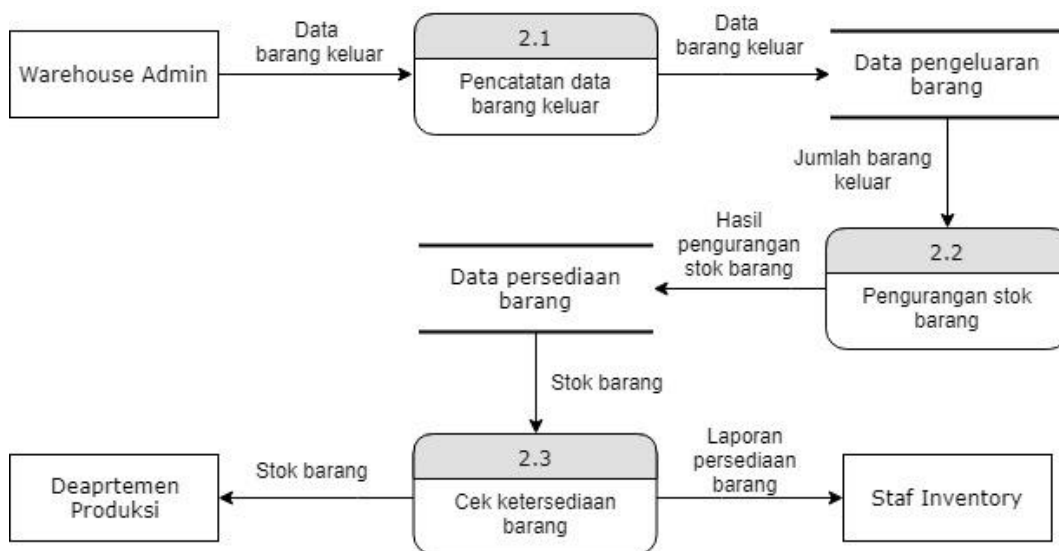 Data
barang keluar
2.1
Data
barang keluar
Warehouse Admin
Pencatatan data
barang keluar
Data pengeluaran
barang
Jumlah barang
keluar
Hasil
pengurangan
stok barang
2.2
Pengurangan stok
barang
Data persediaan
barang
Stok barang
2.3
Cek ketersediaan
barang
Stok barang
Laporan
persediaan
barang
Deaprtemen
Produksi
Staf Inventory